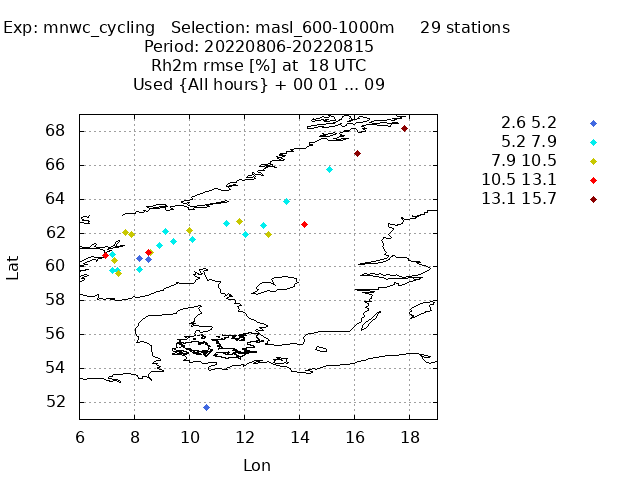 Exp: mnwc_cycling Selection: masl_600-1000m 29 stations
Period: 20220806-20220815
Rh2m rmse [%] at 18 UTC
Used {All hours} + 00 01 ... 09
2.6 5.2
5.2 7.9
7.9 10.5
10.5 13.1
13.1 15.7
Lat
68
66
64
62
60
58
56
54
52
6 8 10 12 14 16 18
Lon